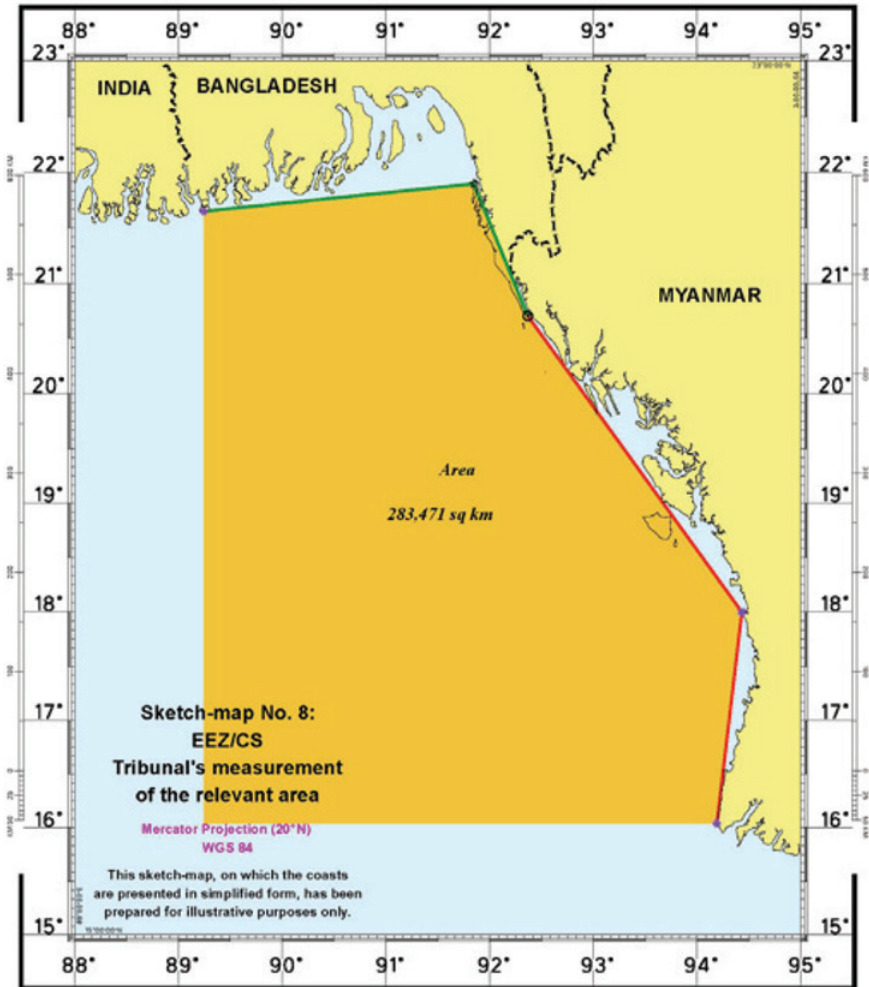 88° 89° 90° 91° 92° 93° 94° 95°
23° 23°
INDIA BANGLADESH
22° 22°
21° 21°
MYANMAR
20° 20°
Area
19° 19°
283,471 sq km
18° 18°
17° 17°
Sketch-map No. 8:
EEZ/CS
Tribunal's measurement
of the relevant area
16° 16°
Mercator Projection (20°N)
WGS 84
This sketch-map, on which the coasts
are presented in simplified form, has been
prepared for illustrative purposes only.
15° 15°
88° 89° 90° 91° 92° 93° 94° 95°